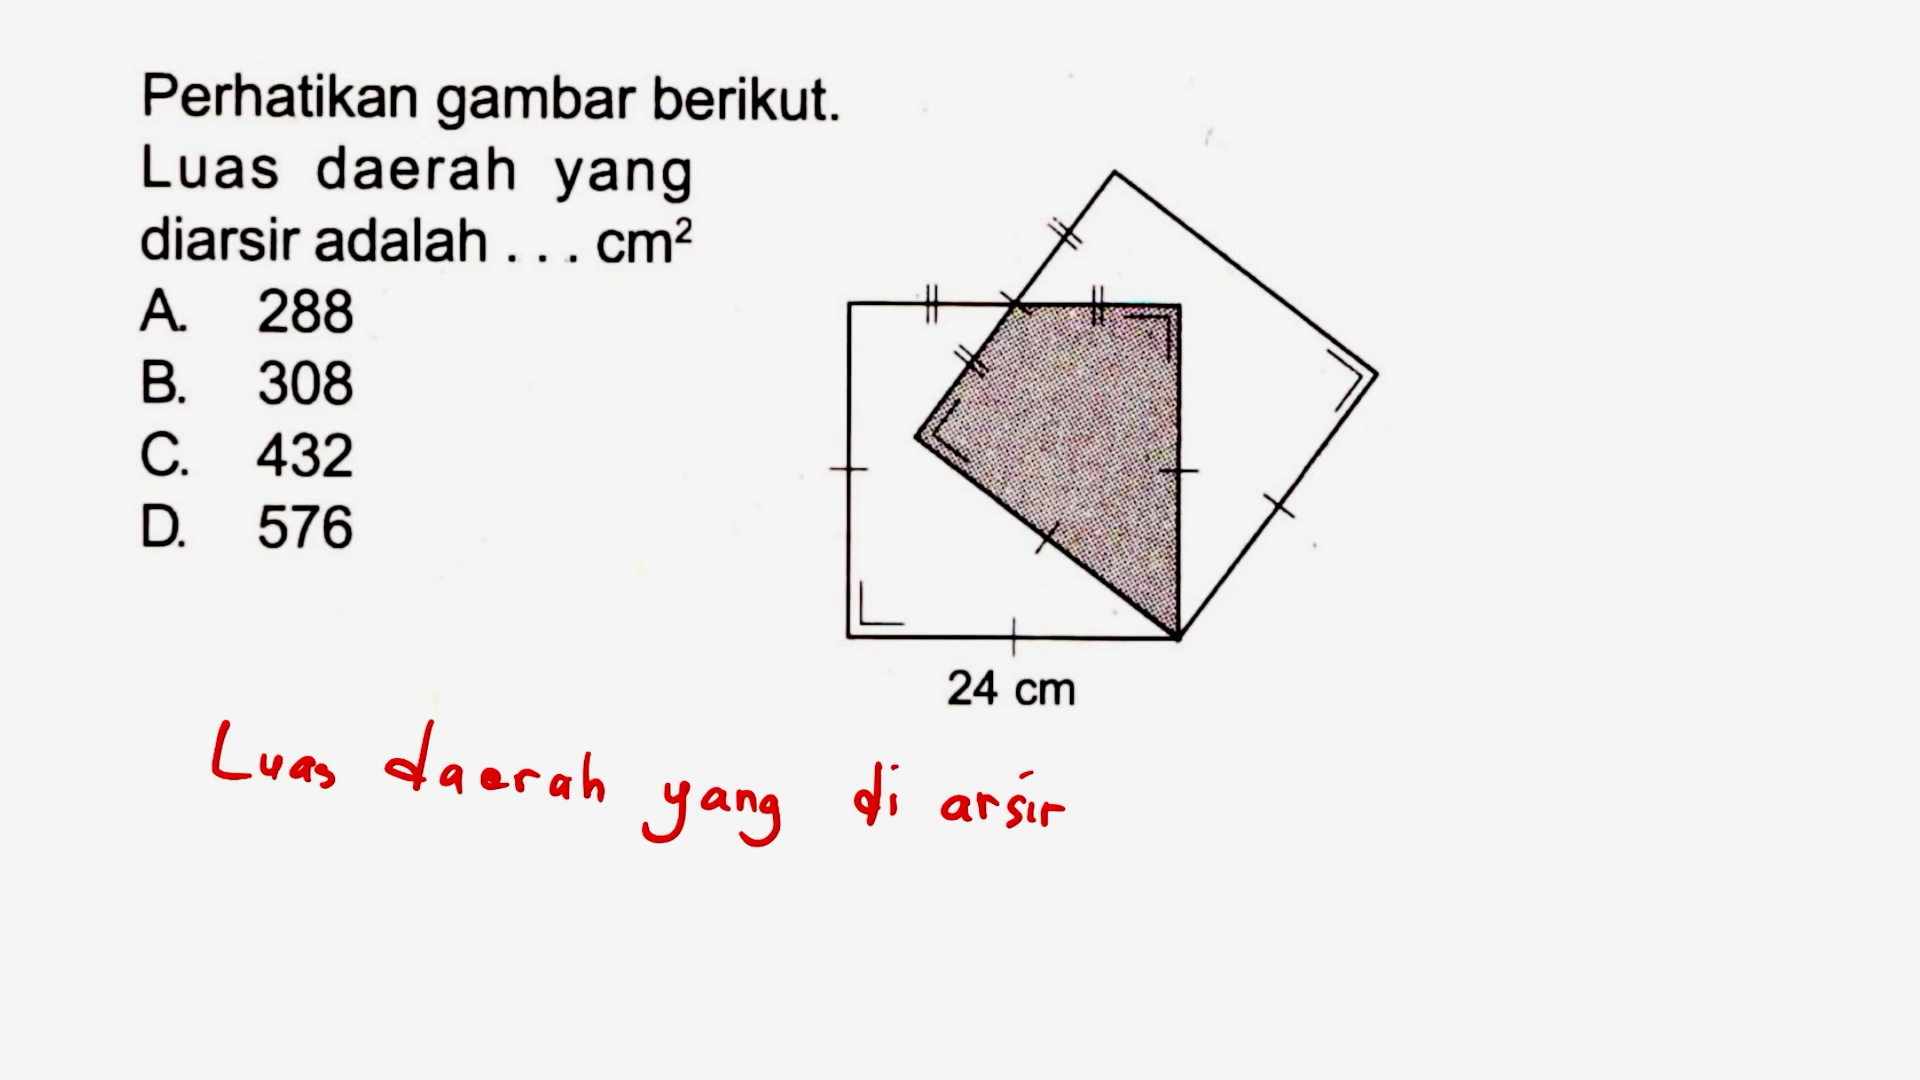 Perhatikan gambar berikut.
Luas daerah yang
diarsir adalah . . . cm²
A. 288
B. 308
C. 432
D. 576
24 cm
Luas daerah yang di arsir